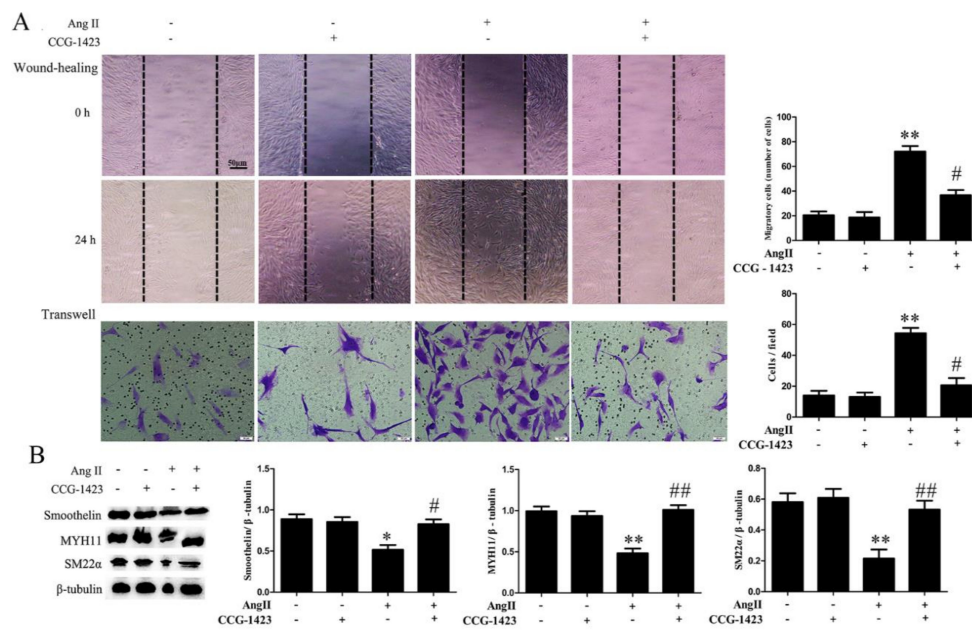 A
Ang II - - + +
CCG-1423 - + - +
Wound-healing
0 h
50μm
24 h
Transwell
Migratory cells (number of cells)
100
80
60
40
20
0
**
#
AngII - - + +
CCG - 1423 - + - +
Cells / field
80
60
40
20
0
**
#
AngII - - + +
CCG-1423 - + - +
B
Ang II - - + +
CCG-1423 - + - +
Smoothelin
MYH11
SM22α
β-tubulin
Smoothelin/ β -tubulin
1.5
1.0
0.5
0.0
*
#
AngII - - + +
CCG-1423 - + - +
MYH11/ β - tubulin
1.5
1.0
0.5
0.0
**
##
AngII - - + +
CCG-1423 - + - +
SM22α / β -tubulin
0.8
0.6
0.4
0.2
0.0
**
##
AngII - - + +
CCG-1423 - + - +